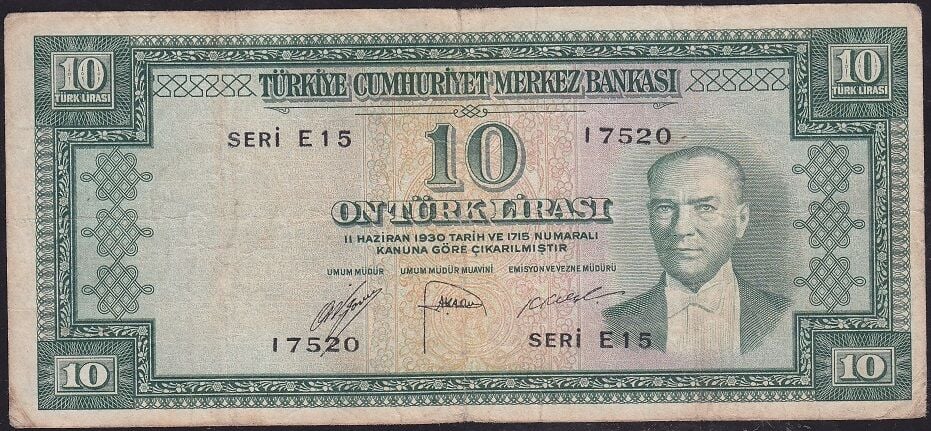 10 TÜRK LİRASI
TÜRKİYE CUMHURİYET MERKEZ BANKASI
10 TÜRK LİRASI
SERİ E 15
10
17520
ON TÜRK LİRASI
11 HAZİRAN 1930 TARİH VE 1715 NUMARALI
KANUNA GÖRE ÇIKARILMIŞTIR
UMUM MÜDÜR UMUM MÜDÜR MUAVİNİ EMİSYON VE VEZNE MÜDÜRÜ
17520
SERİ E 15
10
10